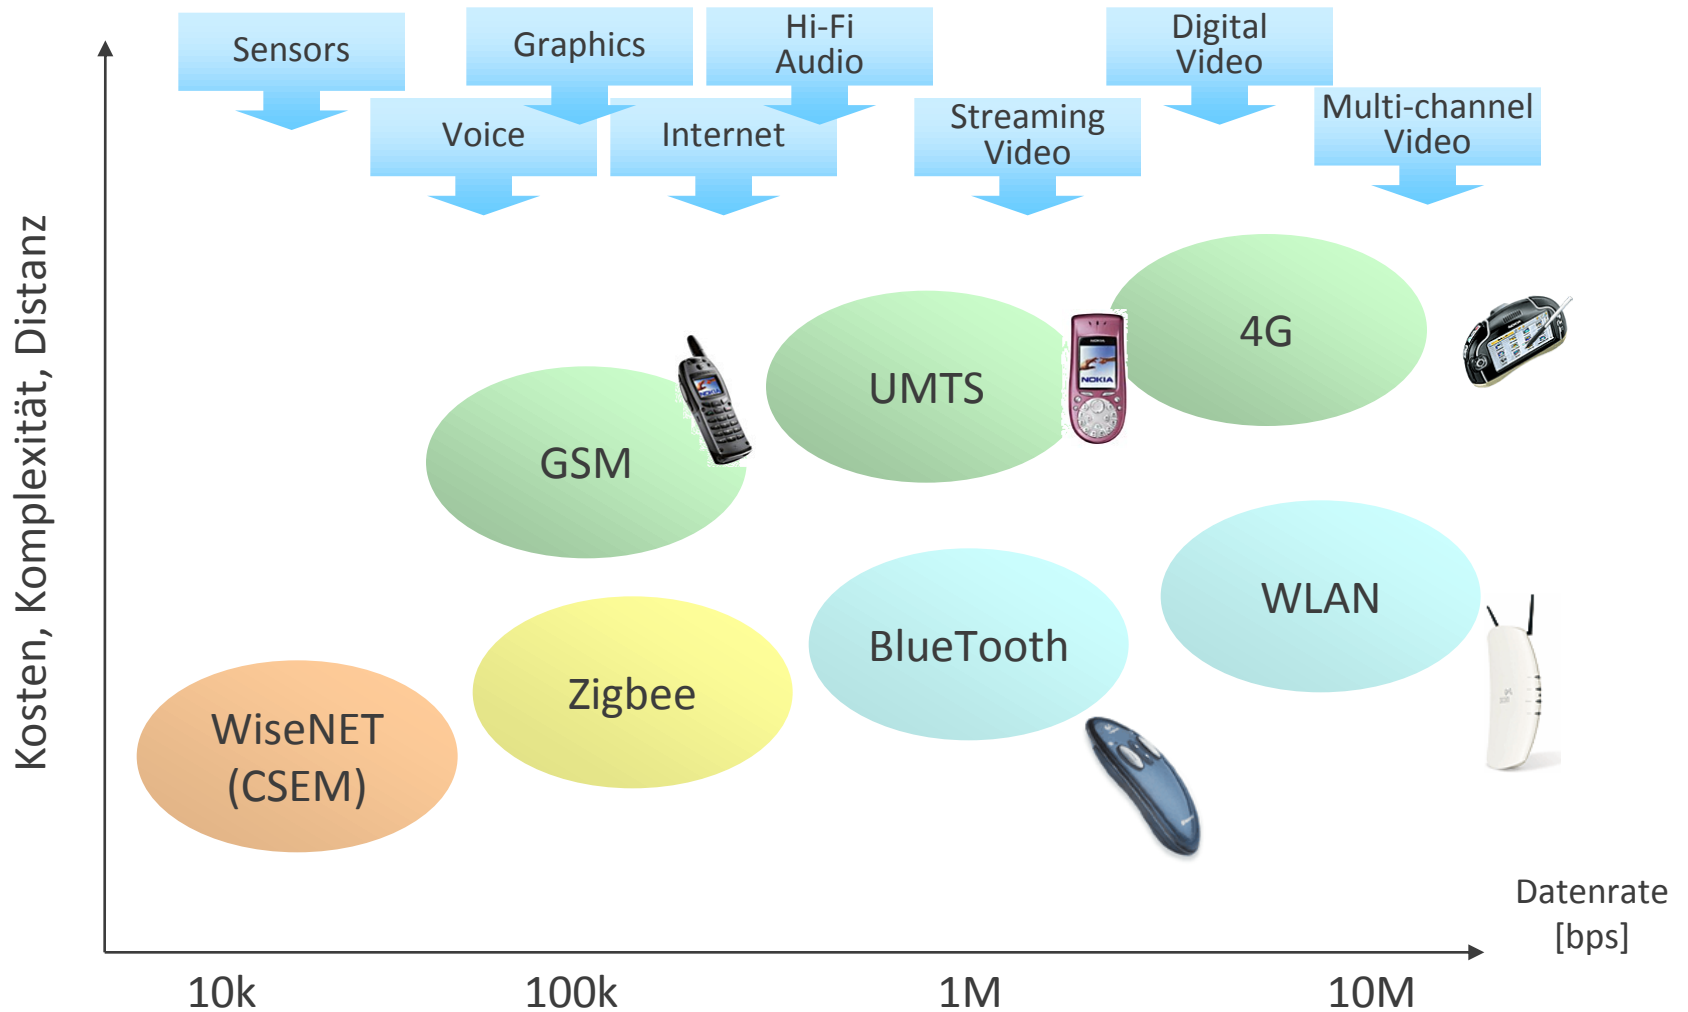 Sensors
Graphics
Hi-Fi
Audio
Digital
Video
Voice
Internet
Streaming
Video
Multi-channel
Video
Kosten, Komplexität, Distanz
4G
UMTS
NOKIA
GSM
WLAN
BlueTooth
Zigbee
WiseNET
(CSEM)
Datenrate
[bps]
10k
100k
1M
10M